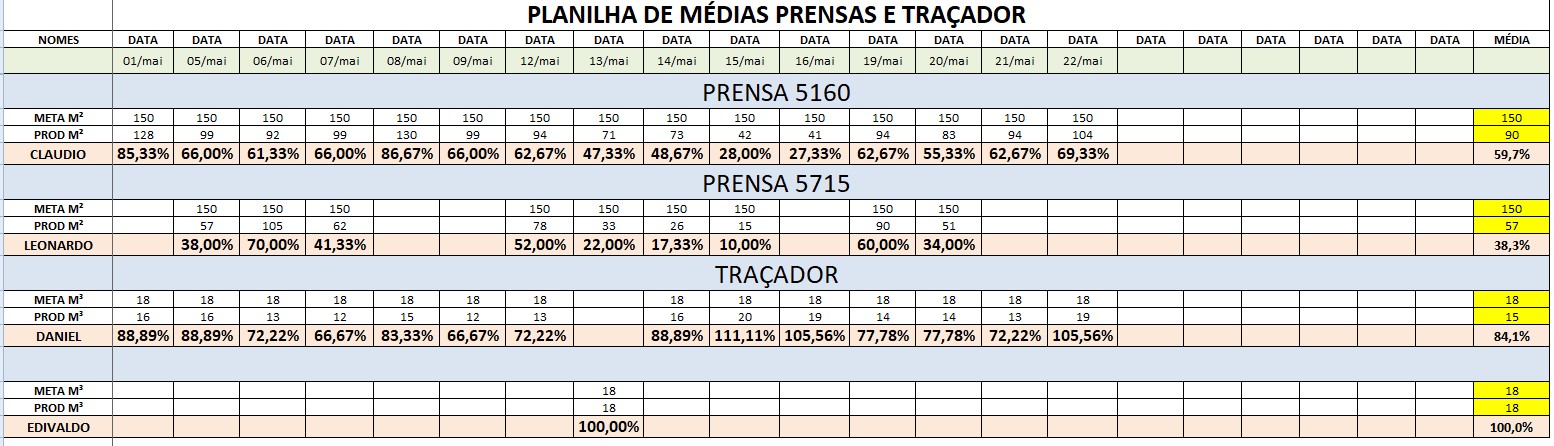 PLANILHA DE MÉDIAS PRENSAS E TRAÇADOR
NOMES DATA DATA DATA DATA DATA DATA DATA DATA DATA DATA DATA DATA DATA DATA DATA DATA DATA DATA DATA DATA DATA MÉDIA
01/mai 05/mai 06/mai 07/mai 08/mai 09/mai 12/mai 13/mai 14/mai 15/mai 16/mai 19/mai 20/mai 21/mai 22/mai
PRENSA 5160
META M² 150 150 150 150 150 150 150 150 150 150 150 150 150 150 150 150
PROD M² 128 99 92 99 130 99 94 71 73 42 41 94 83 94 104 90
CLAUDIO 85,33% 66,00% 61,33% 66,00% 86,67% 66,00% 62,67% 47,33% 48,67% 28,00% 27,33% 62,67% 55,33% 62,67% 69,33% 59,7%
PRENSA 5715
META M² 150 150 150 150 150 150 150 150 150 150
PROD M² 57 105 62 78 33 26 15 90 51 57
LEONARDO 38,00% 70,00% 41,33% 52,00% 22,00% 17,33% 10,00% 60,00% 34,00% 38,3%
TRAÇADOR
META M³ 18 18 18 18 18 18 18 18 18 18 18 18 18 18 18
PROD M³ 16 16 13 12 15 12 13 16 20 19 14 14 13 19 15
DANIEL 88,89% 88,89% 72,22% 66,67% 83,33% 66,67% 72,22% 88,89% 111,11% 105,56% 77,78% 77,78% 72,22% 105,56% 84,1%
META M³ 18 18
PROD M³ 18 18
EDIVALDO 100,00% 100,0%